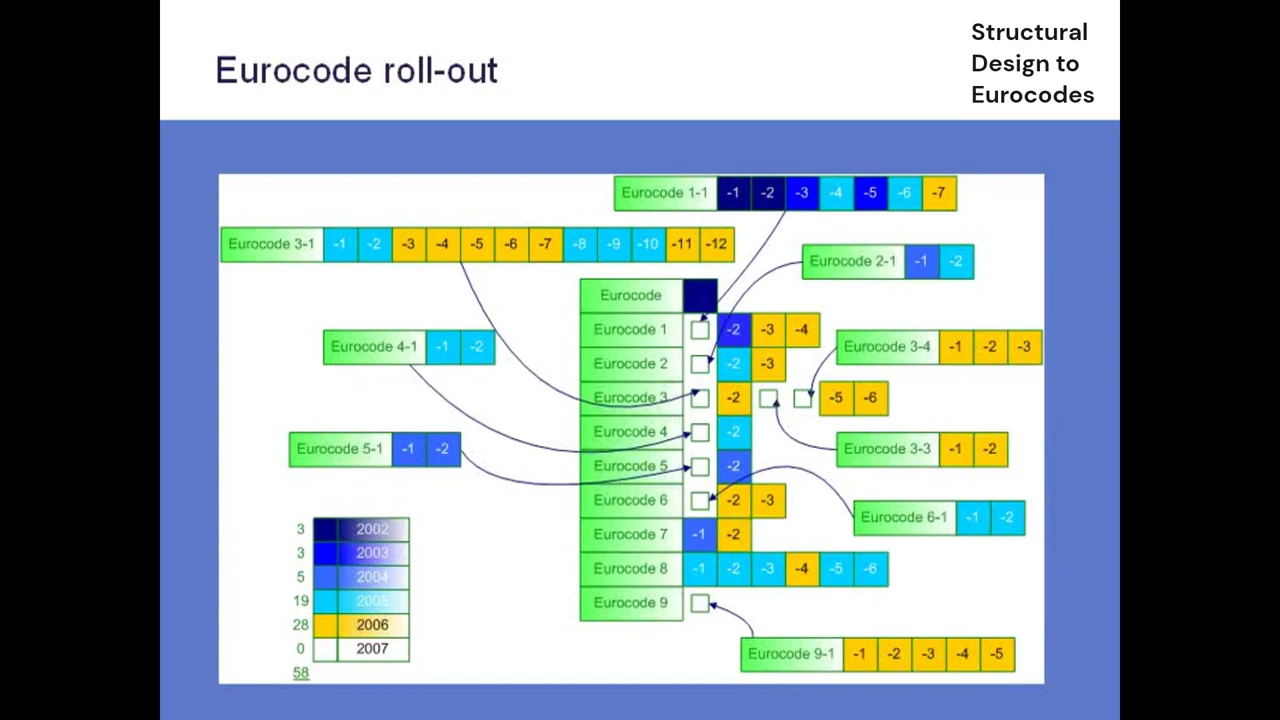 Eurocode roll-out
Structural
Design to
Eurocodes
Eurocode 1-1 -1 -2 -3 -4 -5 -6 -7
Eurocode 3-1 -1 -2 -3 -4 -5 -6 -7 -8 -9 -10 -11 -12
Eurocode 2-1 -1 -2
Eurocode
Eurocode 1 -2 -3 -4
Eurocode 4-1 -1 -2
Eurocode 3-4 -1 -2 -3
Eurocode 2 -2 -3
Eurocode 3 -2 -5 -6
Eurocode 4 -2
Eurocode 5-1 -1 -2
Eurocode 3-3 -1 -2
Eurocode 5 -2
Eurocode 6 -2 -3
Eurocode 6-1 -1 -2
Eurocode 7 -1 -2
Eurocode 8 -1 -2 -3 -4 -5 -6
Eurocode 9
Eurocode 9-1 -1 -2 -3 -4 -5
3 2002
3 2003
5 2004
19 2005
28 2006
0 2007
58